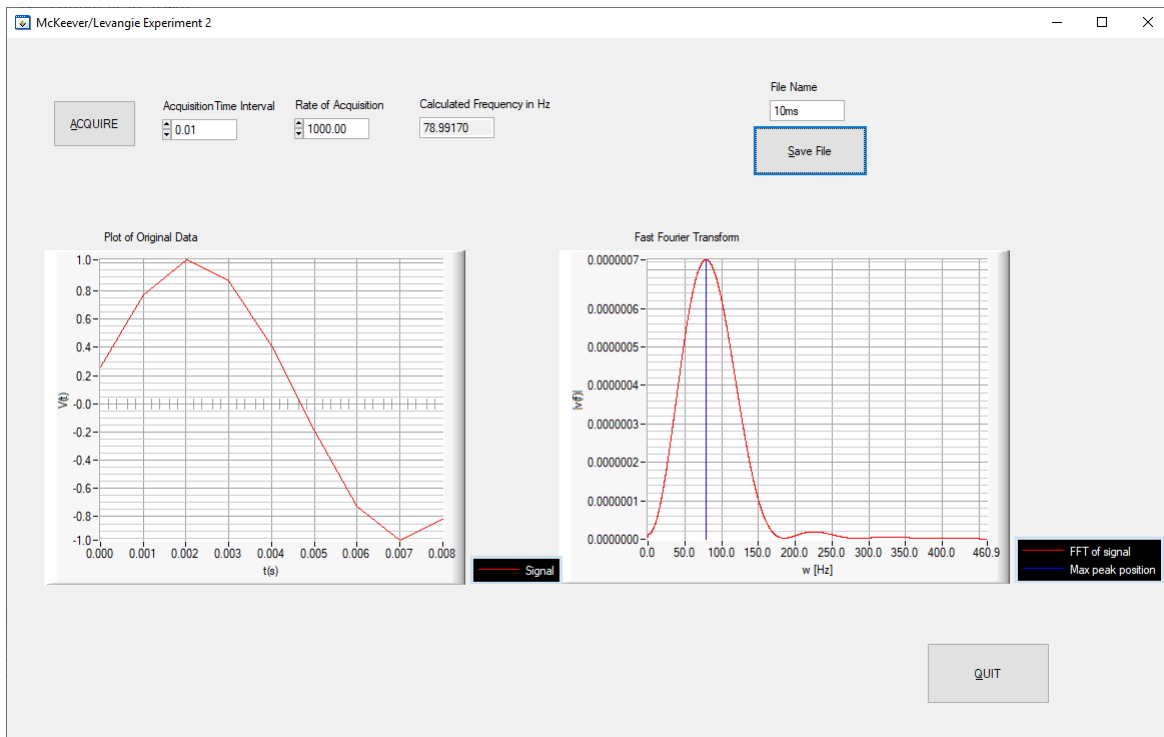 McKeever/Levangie Experiment 2
ACQUIRE
Acquisition Time Interval
0.01
Rate of Acquisition
1000.00
Calculated Frequency in Hz
78.99170
File Name
10ms
Save File
Plot of Original Data
1.0
0.8
0.6
0.4
0.2
-0.0
-0.2
-0.4
-0.6
-0.8
-1.0
V(t)
0.000 0.001 0.002 0.003 0.004 0.005 0.006 0.007 0.008
t(s)
Signal
Fast Fourier Transform
0.0000007
0.0000006
0.0000005
0.0000004
0.0000003
0.0000002
0.0000001
0.0000000
|v(f)|
0.0 50.0 100.0 150.0 200.0 250.0 300.0 350.0 400.0 460.9
w [Hz]
FFT of signal
Max peak position
QUIT